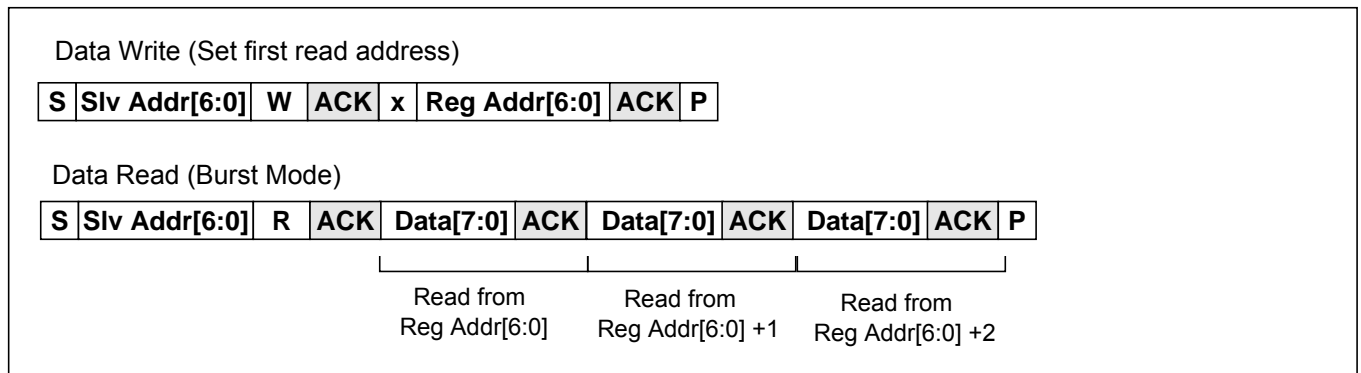 Data Write (Set first read address)
S Slv Addr[6:0] W ACK x Reg Addr[6:0] ACK P
Data Read (Burst Mode)
S Slv Addr[6:0] R ACK Data[7:0] ACK Data[7:0] ACK Data[7:0] ACK P
Read from Read from Read from
Reg Addr[6:0] Reg Addr[6:0] +1 Reg Addr[6:0] +2